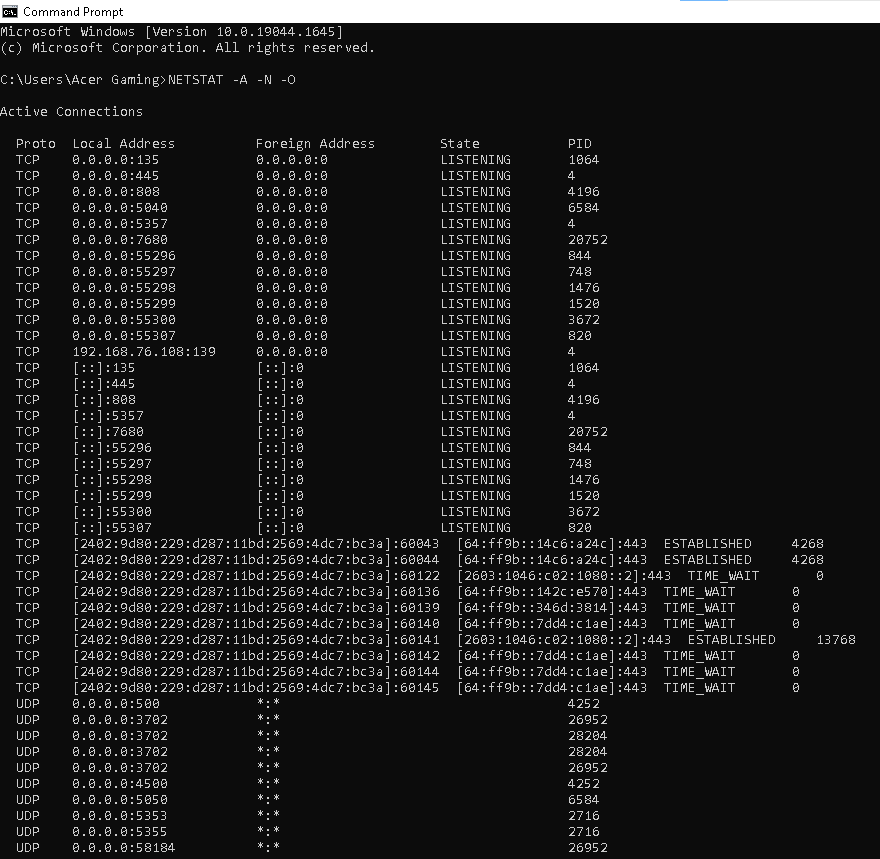 Command Prompt
Microsoft Windows [Version 10.0.19044.1645]
(c) Microsoft Corporation. All rights reserved.
C:\Users\Acer Gaming>NETSTAT -A -N -O
Active Connections
Proto  Local Address          Foreign Address        State           PID
TCP    0.0.0.0:135            0.0.0.0:0              LISTENING       1064
TCP    0.0.0.0:445            0.0.0.0:0              LISTENING       4
TCP    0.0.0.0:808            0.0.0.0:0              LISTENING       4196
TCP    0.0.0.0:5040           0.0.0.0:0              LISTENING       6584
TCP    0.0.0.0:5357           0.0.0.0:0              LISTENING       4
TCP    0.0.0.0:7680           0.0.0.0:0              LISTENING       20752
TCP    0.0.0.0:55296          0.0.0.0:0              LISTENING       844
TCP    0.0.0.0:55297          0.0.0.0:0              LISTENING       748
TCP    0.0.0.0:55298          0.0.0.0:0              LISTENING       1476
TCP    0.0.0.0:55299          0.0.0.0:0              LISTENING       1520
TCP    0.0.0.0:55300          0.0.0.0:0              LISTENING       3672
TCP    0.0.0.0:55307          0.0.0.0:0              LISTENING       820
TCP    192.168.76.108:139     0.0.0.0:0              LISTENING       4
TCP    [::]:135               [::]:0                 LISTENING       1064
TCP    [::]:445               [::]:0                 LISTENING       4
TCP    [::]:808               [::]:0                 LISTENING       4196
TCP    [::]:5357              [::]:0                 LISTENING       4
TCP    [::]:7680              [::]:0                 LISTENING       20752
TCP    [::]:55296             [::]:0                 LISTENING       844
TCP    [::]:55297             [::]:0                 LISTENING       748
TCP    [::]:55298             [::]:0                 LISTENING       1476
TCP    [::]:55299             [::]:0                 LISTENING       1520
TCP    [::]:55300             [::]:0                 LISTENING       3672
TCP    [::]:55307             [::]:0                 LISTENING       820
TCP    [2402:9d80:229:d287:11bd:2569:4dc7:bc3a]:60043  [64:ff9b::14c6:a24c]:443  ESTABLISHED     4268
TCP    [2402:9d80:229:d287:11bd:2569:4dc7:bc3a]:60044  [64:ff9b::14c6:a24c]:443  ESTABLISHED     4268
TCP    [2402:9d80:229:d287:11bd:2569:4dc7:bc3a]:60122  [2603:1046:c02:1080::2]:443  TIME_WAIT       0
TCP    [2402:9d80:229:d287:11bd:2569:4dc7:bc3a]:60136  [64:ff9b::142c:e570]:443  TIME_WAIT       0
TCP    [2402:9d80:229:d287:11bd:2569:4dc7:bc3a]:60139  [64:ff9b::346d:3814]:443  TIME_WAIT       0
TCP    [2402:9d80:229:d287:11bd:2569:4dc7:bc3a]:60140  [64:ff9b::7dd4:c1ae]:443  TIME_WAIT       0
TCP    [2402:9d80:229:d287:11bd:2569:4dc7:bc3a]:60141  [2603:1046:c02:1080::2]:443  ESTABLISHED     13768
TCP    [2402:9d80:229:d287:11bd:2569:4dc7:bc3a]:60142  [64:ff9b::7dd4:c1ae]:443  TIME_WAIT       0
TCP    [2402:9d80:229:d287:11bd:2569:4dc7:bc3a]:60144  [64:ff9b::7dd4:c1ae]:443  TIME_WAIT       0
TCP    [2402:9d80:229:d287:11bd:2569:4dc7:bc3a]:60145  [64:ff9b::7dd4:c1ae]:443  TIME_WAIT       0
UDP    0.0.0.0:500            *:*                                    4252
UDP    0.0.0.0:3702           *:*                                    26952
UDP    0.0.0.0:3702           *:*                                    28204
UDP    0.0.0.0:3702           *:*                                    28204
UDP    0.0.0.0:3702           *:*                                    26952
UDP    0.0.0.0:4500           *:*                                    4252
UDP    0.0.0.0:5050           *:*                                    6584
UDP    0.0.0.0:5353           *:*                                    2716
UDP    0.0.0.0:5355           *:*                                    2716
UDP    0.0.0.0:58184          *:*                                    26952